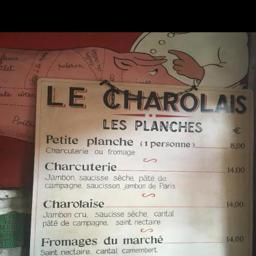 LE CHAROLAIS
LES PLANCHES
€
Petite planche (1 personne) 8,00
Charcuterie ou fromage
Charcuterie 14,00
Jambon, saucisse sèche, pâté de
campagne, saucisson, jambon de Paris
Charolaise 14,00
Jambon cru, saucisse sèche, cantal
pâté de campagne, saint nectaire
Fromages du marché 14,00
Saint nectaire, cantal, camembert,